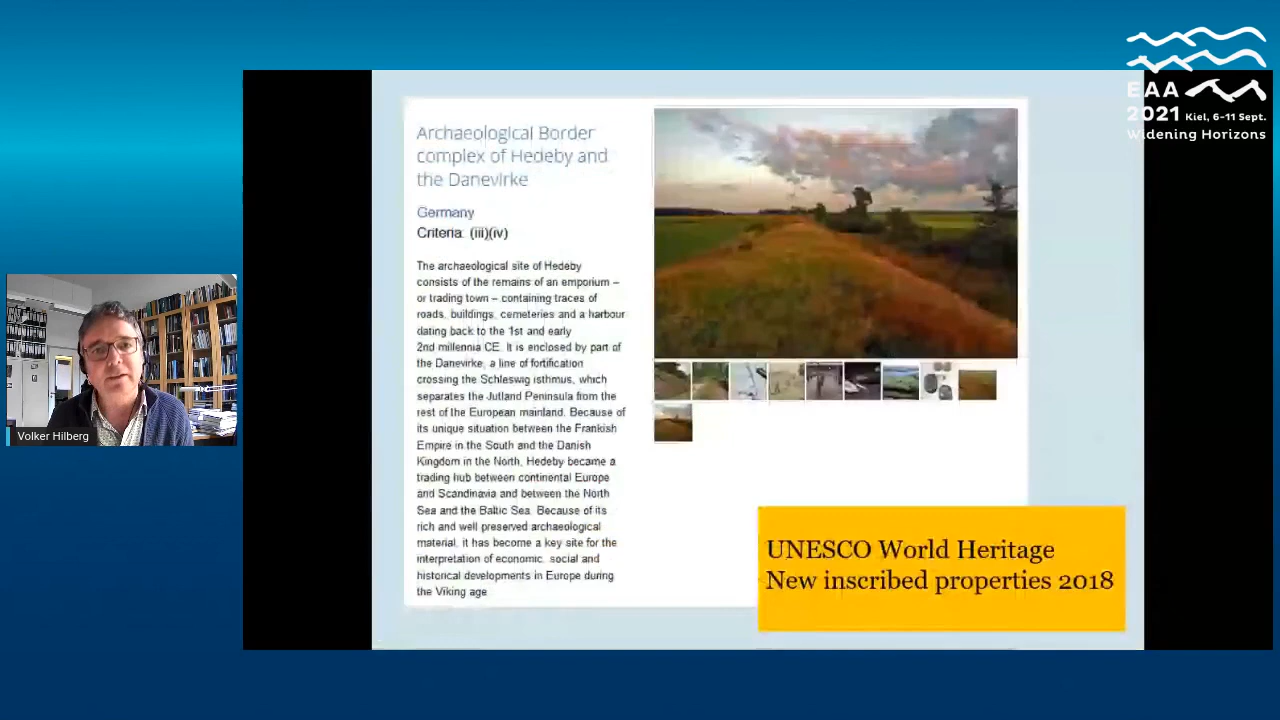 EAA
2021 Kiel, 6-11 Sept.
Widening Horizons
Archaeological Border
complex of Hedeby and
the Danevirke
Germany
Criteria: (iii)(iv)
The archaeological site of Hedeby
consists of the remains of an emporium –
or trading town – containing traces of
roads, buildings, cemeteries and a harbour
dating back to the 1st and early
2nd millennia CE. It is enclosed by part of
the Danevirke, a line of fortification
crossing the Schleswig isthmus, which
separates the Jutland Peninsula from the
rest of the European mainland. Because of
its unique situation between the Frankish
Empire in the South and the Danish
Kingdom in the North, Hedeby became a
trading hub between continental Europe
and Scandinavia and between the North
Sea and the Baltic Sea. Because of its
rich and well preserved archaeological
material, it has become a key site for the
interpretation of economic, social and
historical developments in Europe during
the Viking age.
UNESCO World Heritage
New inscribed properties 2018
Volker Hilberg